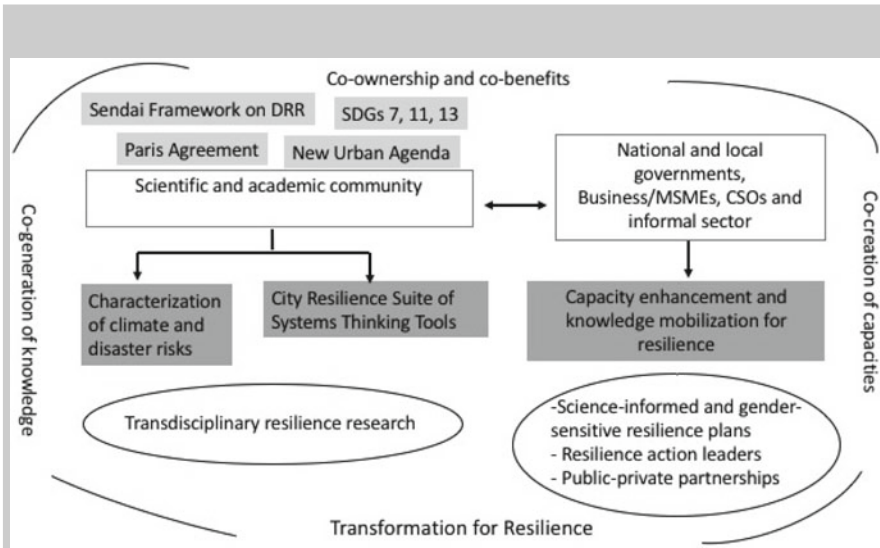 Co-ownership and co-benefits
Sendai Framework on DRR
SDGs 7, 11, 13
Paris Agreement
New Urban Agenda
Scientific and academic community
National and local
governments,
Business/MSMEs, CSOs and
informal sector
Co-generation of knowledge
Co-creation of capacities
Characterization
of climate and
disaster risks
City Resilience Suite of
Systems Thinking Tools
Capacity enhancement and
knowledge mobilization for
resilience
Transdisciplinary resilience research
-Science-informed and gender-
sensitive resilience plans
- Resilience action leaders
- Public-private partnerships
Transformation for Resilience